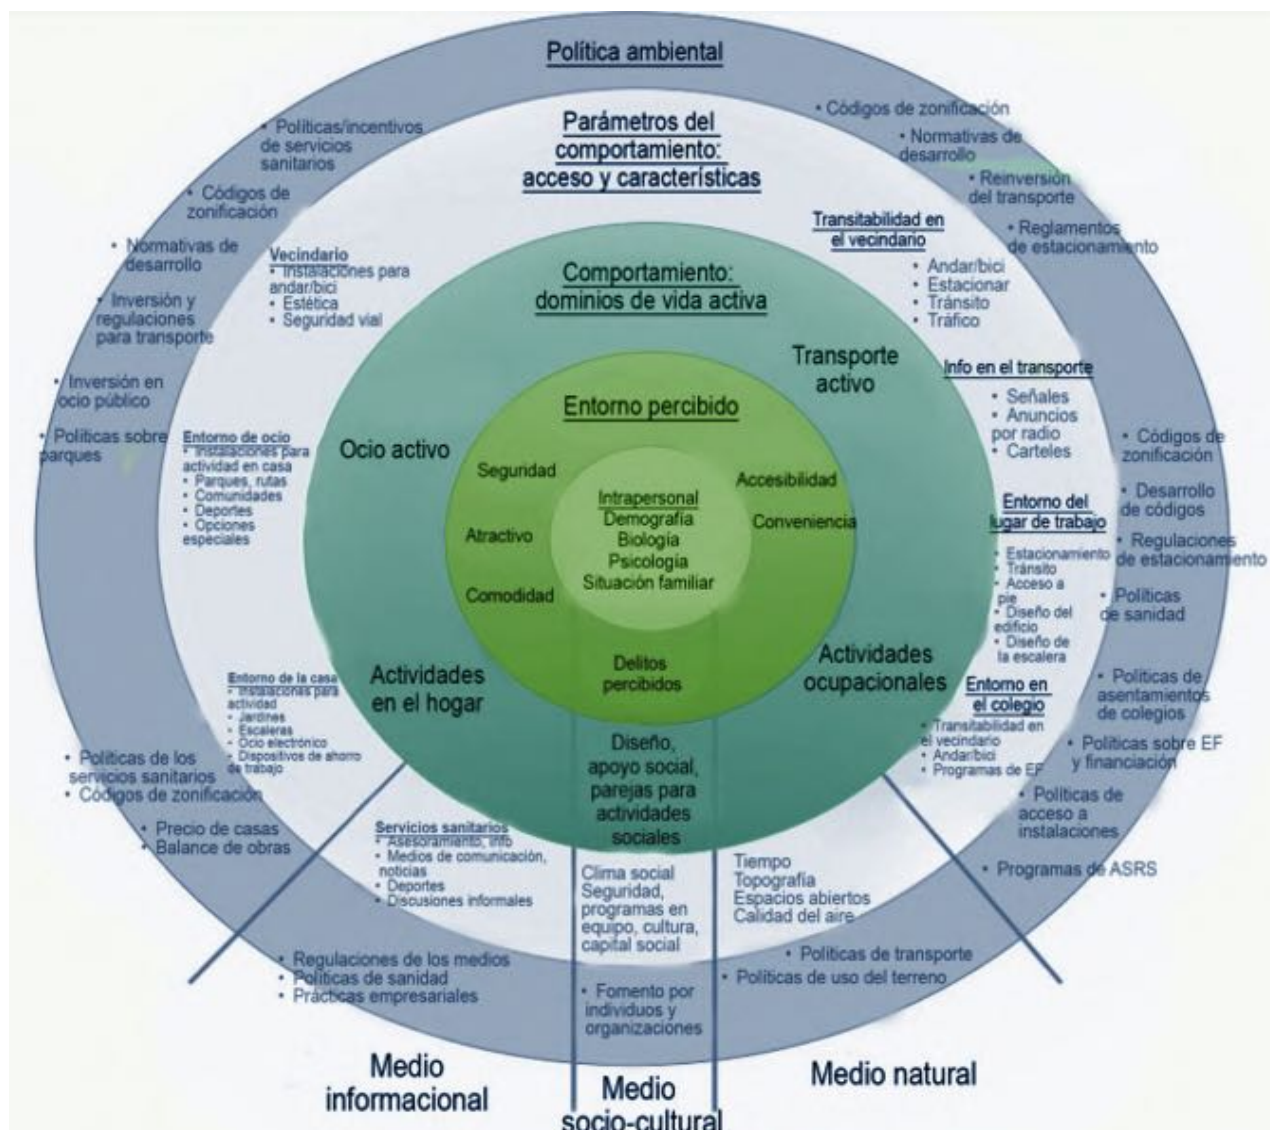 Política ambiental
Parámetros del
comportamiento:
acceso y características
• Políticas/incentivos
de servicios
sanitarios
• Códigos de
zonificación
• Normativas de
desarrollo
• Inversión y
regulaciones
para transporte
• Inversión en
ocio público
• Políticas sobre
parques
• Códigos de zonificación
• Normativas de
desarrollo
• Reinversión
del transporte
• Reglamentos
de estacionamiento
Vecindario
• Instalaciones para
andar/bici
• Estética
• Seguridad vial
Transitabilidad en
el vecindario
• Andar/bici
• Estacionar
• Tránsito
• Tráfico
Comportamiento:
dominios de vida activa
Transporte
activo
Ocio activo
Info en el transporte
• Señales
• Anuncios
por radio
• Carteles
Entorno percibido
Seguridad
Atractivo
Comodidad
Accesibilidad
Conveniencia
Intrapersonal
Demografía
Biología
Psicología
Situación familiar
Delitos
percibidos
Entorno de ocio
• Instalaciones para
actividad en casa
• Parques, rutas
• Comunidades
• Deportes
• Opciones
especiales
Entorno del
lugar de trabajo
• Estacionamiento
• Tránsito
• Acceso a
pie
• Diseño del
edificio
• Diseño de
la escalera
• Códigos de
zonificación
• Desarrollo
de códigos
• Regulaciones
de estacionamiento
• Políticas
de sanidad
Actividades
en el hogar
Actividades
ocupacionales
Entorno de la casa
• Instalaciones para
actividad
• Jardines
• Escaleras
• Ocio electrónico
• Dispositivos de ahorro
de trabajo
Entorno en
el colegio
• Transitabilidad en
el vecindario
• Andar/bici
• Programas de EF
• Políticas de
asentamientos
de colegios
• Políticas sobre EF
y financiación
• Políticas de
acceso a
instalaciones
• Programas de ASRS
• Políticas de los
servicios sanitarios
• Códigos de zonificación
• Precio de casas
• Balance de obras
Diseño,
apoyo social,
parejas para
actividades
sociales
Servicios sanitarios
• Asesoramiento, info
• Medios de comunicación,
noticias
• Deportes
• Discusiones informales
Clima social
Seguridad,
programas en
equipo, cultura,
capital social
Tiempo
Topografía
Espacios abiertos
Calidad del aire
• Regulaciones de los medios
• Políticas de sanidad
• Prácticas empresariales
• Fomento por
individuos y
organizaciones
• Políticas de transporte
• Políticas de uso del terreno
Medio
informacional
Medio
socio-cultural
Medio natural